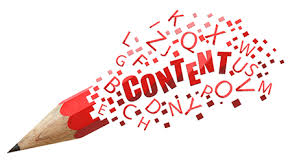 K Q X
I Z J U W
L G S
CONTENT
E B D N Y R O
C H